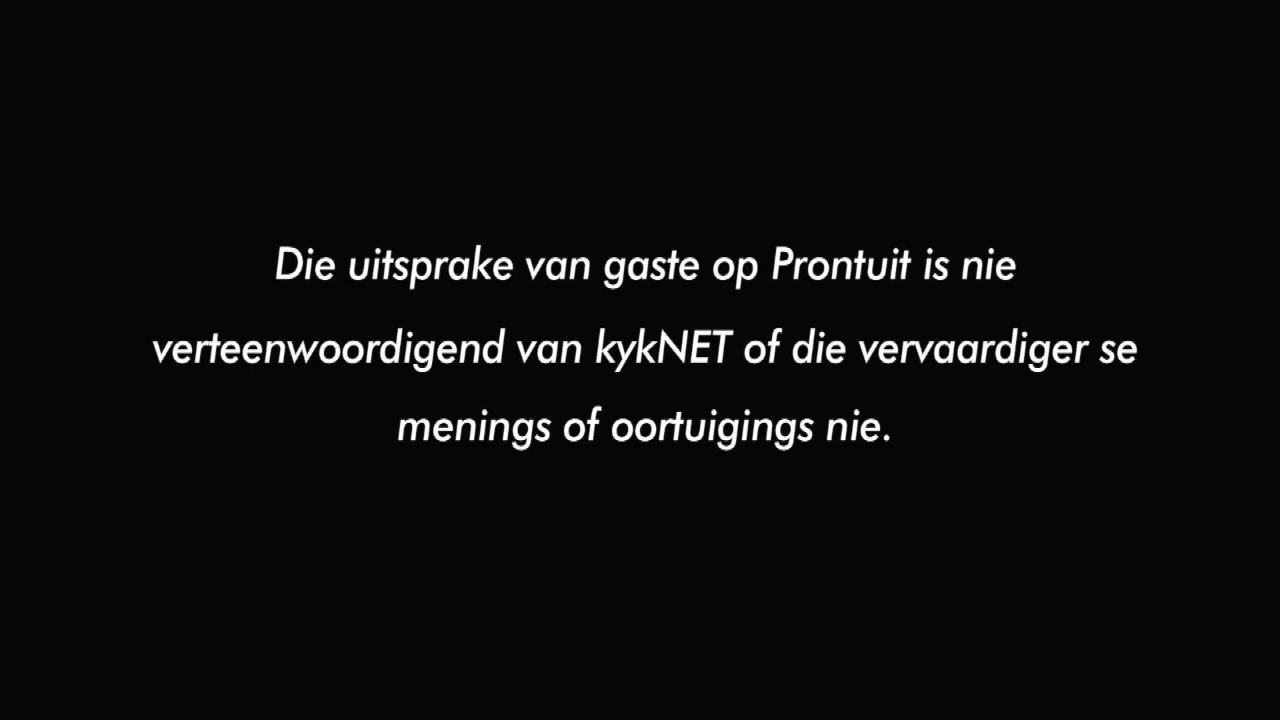 Die uitsprake van gaste op Prontuit is nie
verteenwoordigend van kykNET of die vervaardiger se
menings of oortuigings nie.